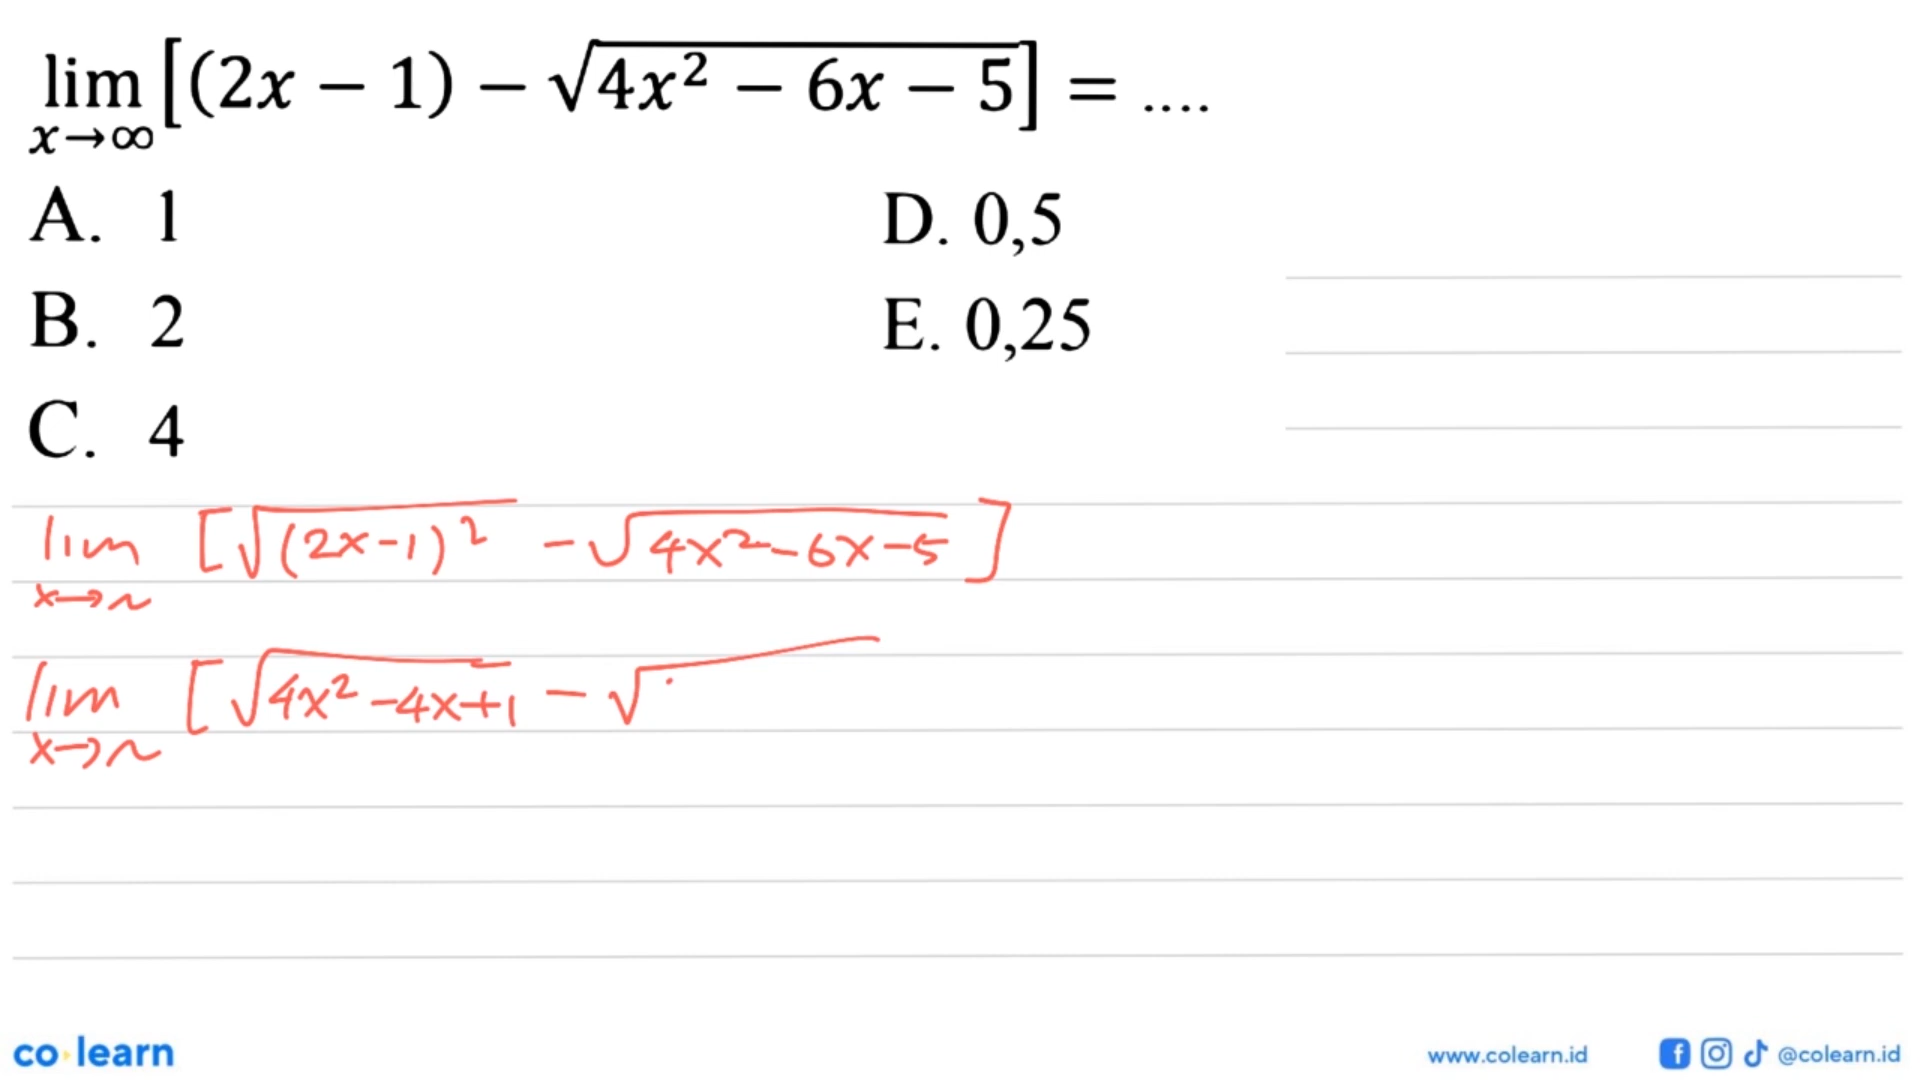 lim x→∞ [(2x − 1) − √(4x² − 6x − 5)] = ....
A. 1 D. 0,5
B. 2 E. 0,25
C. 4
lim x→∞ [√((2x−1)²) − √(4x²−6x−5)]
lim x→∞ [√(4x²−4x+1) − √
co learn www.colearn.id @colearn.id